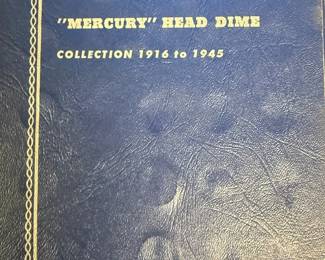 "MERCURY" HEAD DIME
COLLECTION 1916 to 1945